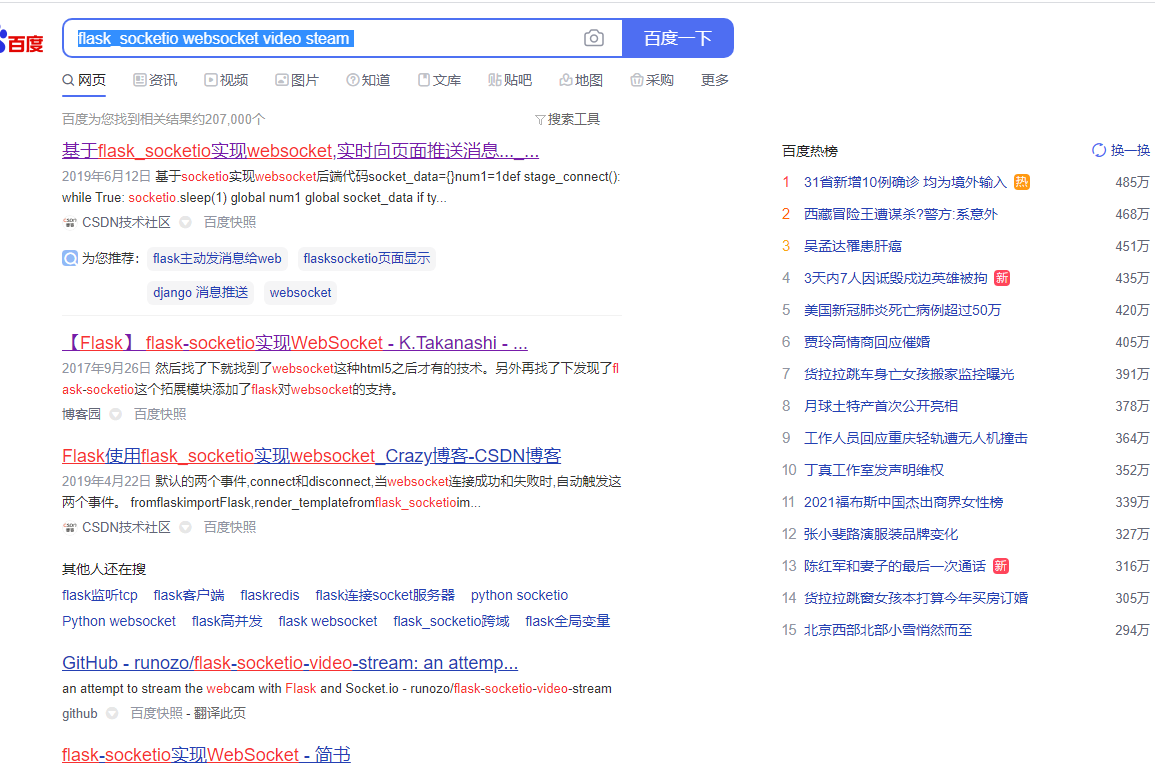 百度
flask_socketio websocket video steam
百度一下
网页 资讯 视频 图片 知道 文库 贴吧 地图 采购 更多
百度为您找到相关结果约207,000个
搜索工具
基于flask_socketio实现websocket,实时向页面推送消息..._...
2019年6月12日 基于socketio实现websocket后端代码socket_data={}num1=1def stage_connect():
while True: socketio.sleep(1) global num1 global socket_data if ty...
CSDN技术社区 百度快照
为您推荐: flask主动发消息给web flasksocketio页面显示
django 消息推送 websocket
【Flask】 flask-socketio实现WebSocket - K.Takanashi - ...
2017年9月26日 然后找了下就找到了websocket这种html5之后才有的技术。另外再找了下发现了fl
ask-socketio这个拓展模块添加了flask对websocket的支持。
博客园 百度快照
Flask使用flask_socketio实现websocket_Crazy博客-CSDN博客
2019年4月22日 默认的两个事件,connect和disconnect,当websocket连接成功和失败时,自动触发这
两个事件。 fromflaskimportFlask,render_templatefromflask_socketioim...
CSDN技术社区 百度快照
其他人还在搜
flask监听tcp flask客户端 flaskredis flask连接socket服务器 python socketio
Python websocket flask高并发 flask websocket flask_socketio跨域 flask全局变量
GitHub - runozo/flask-socketio-video-stream: an attemp...
an attempt to stream the webcam with Flask and Socket.io - runozo/flask-socketio-video-stream
github 百度快照 - 翻译此页
flask-socketio实现WebSocket - 简书
百度热榜 换一换
1 31省新增10例确诊 均为境外输入 热 485万
2 西藏冒险王遭谋杀?警方:系意外 468万
3 吴孟达罹患肝癌 451万
4 3天内7人因诋毁戍边英雄被拘 新 435万
5 美国新冠肺炎死亡病例超过50万 420万
6 贾玲高情商回应催婚 405万
7 货拉拉跳车身亡女孩搬家监控曝光 391万
8 月球土特产首次公开亮相 378万
9 工作人员回应重庆轻轨遭无人机撞击 364万
10 丁真工作室发声明维权 352万
11 2021福布斯中国杰出商界女性榜 339万
12 张小斐路演服装品牌变化 327万
13 陈红军和妻子的最后一次通话 新 316万
14 货拉拉跳窗女孩本打算今年买房订婚 305万
15 北京西部北部小雪悄然而至 294万